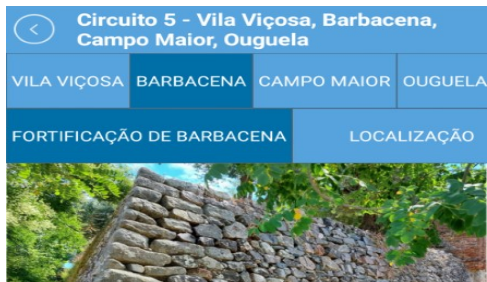 Circuito 5 - Vila Viçosa, Barbacena,
Campo Maior, Ouguela
VILA VIÇOSA BARBACENA CAMPO MAIOR OUGUELA
FORTIFICAÇÃO DE BARBACENA LOCALIZAÇÃO